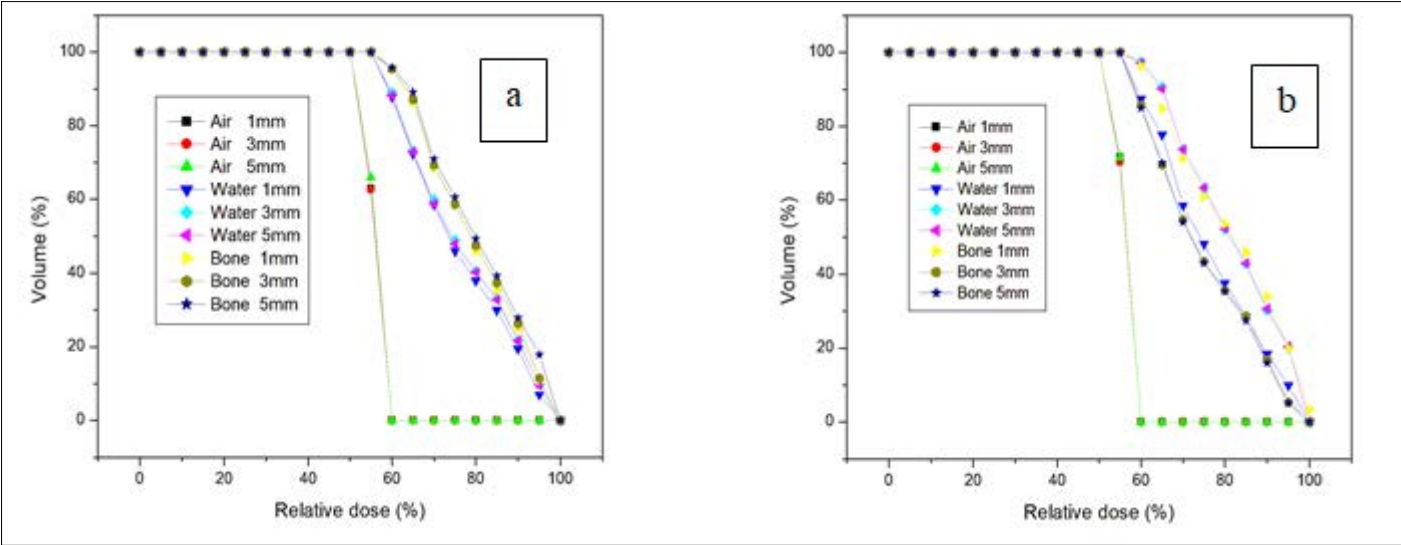 a
100
80
60
40
20
0
Volume (%)
Air 1mm
Air 3mm
Air 5mm
Water 1mm
Water 3mm
Water 5mm
Bone 1mm
Bone 3mm
Bone 5mm
0 20 40 60 80 100
Relative dose (%)
b
100
80
60
40
20
0
Volume (%)
Air 1mm
Air 3mm
Air 5mm
Water 1mm
Water 3mm
Water 5mm
Bone 1mm
Bone 3mm
Bone 5mm
0 20 40 60 80 100
Relative dose (%)